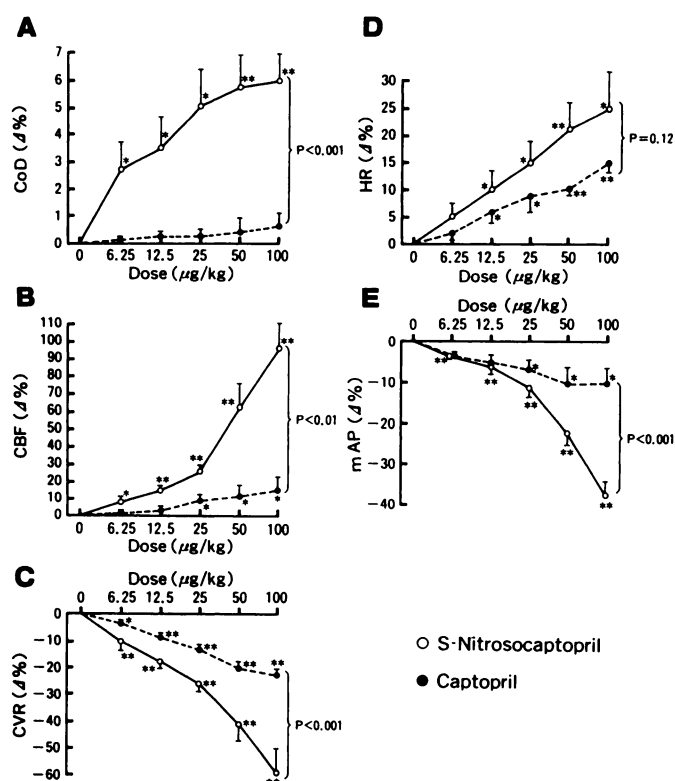 A
CoD (Δ%)
7
6
5
4
3
2
1
0
* * * ** **
P<0.001
0 6.25 12.5 25 50 100
Dose (μg/kg)
B
CBF (Δ%)
110
100
90
80
70
60
50
40
30
20
10
0
* ** ** ** **
* * *
P<0.01
0 6.25 12.5 25 50 100
Dose (μg/kg)
C
Dose (μg/kg)
0 6.25 12.5 25 50 100
CVR (Δ%)
0
-10
-20
-30
-40
-50
-60
* ** ** ** **
** ** ** ** **
P<0.001
D
HR (Δ%)
30
25
20
15
10
5
0
* * ** *
* * ** **
P=0.12
0 6.25 12.5 25 50 100
Dose (μg/kg)
E
Dose (μg/kg)
0 6.25 12.5 25 50 100
mAP (Δ%)
0
-10
-20
-30
-40
* * *
** ** ** ** **
P<0.001
S-Nitrosocaptopril
Captopril